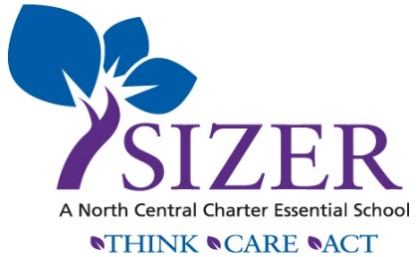 SIZER
A North Central Charter Essential School
THINK CARE ACT